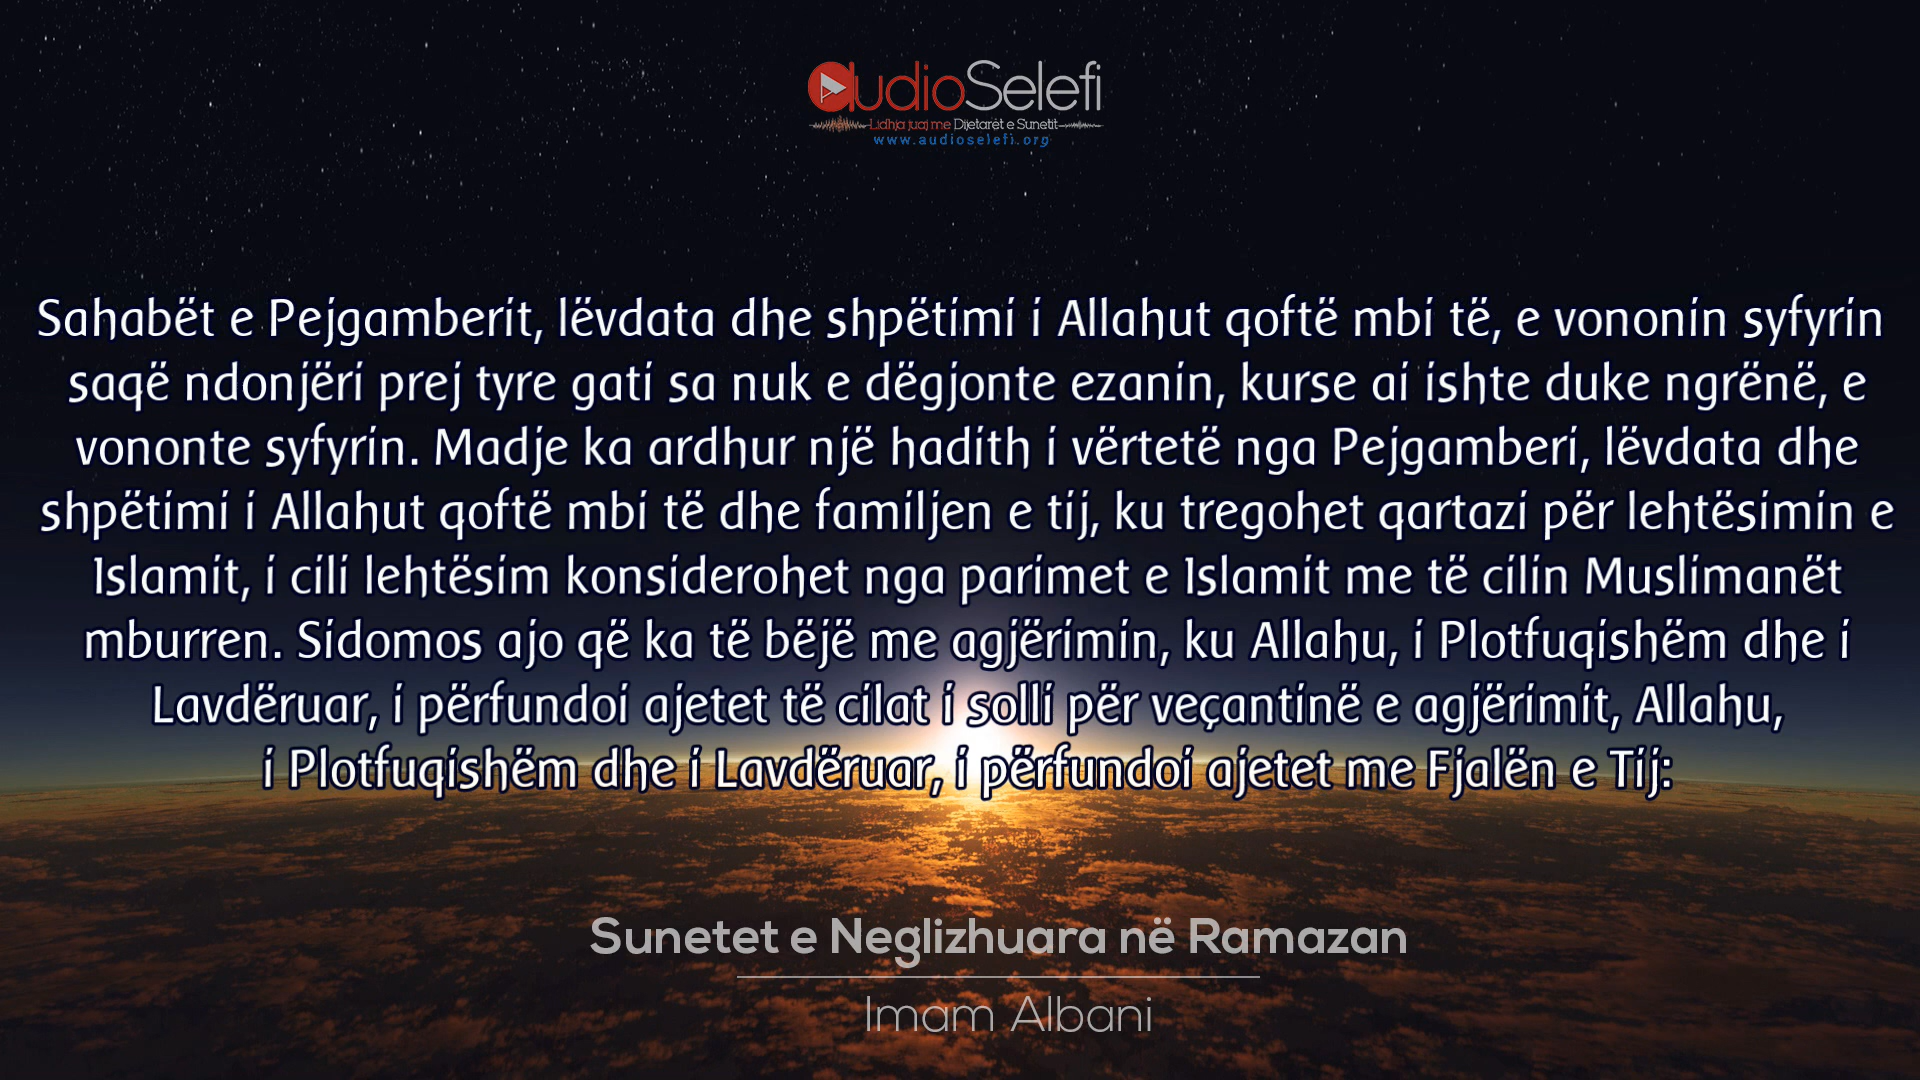 audioSelefi
Lidhja juaj me Dijetarët e Sunetit
www.audioselefi.org
Sahabët e Pejgamberit, lëvdata dhe shpëtimi i Allahut qoftë mbi të, e vononin syfyrin
saqë ndonjëri prej tyre gati sa nuk e dëgjonte ezanin, kurse ai ishte duke ngrënë, e
vononte syfyrin. Madje ka ardhur një hadith i vërtetë nga Pejgamberi, lëvdata dhe
shpëtimi i Allahut qoftë mbi të dhe familjen e tij, ku tregohet qartazi për lehtësimin e
Islamit, i cili lehtësim konsiderohet nga parimet e Islamit me të cilin Muslimanët
mburren. Sidomos ajo që ka të bëjë me agjërimin, ku Allahu, i Plotfuqishëm dhe i
Lavdëruar, i përfundoi ajetet të cilat i solli për veçantinë e agjërimit, Allahu,
i Plotfuqishëm dhe i Lavdëruar, i përfundoi ajetet me Fjalën e Tij:
Sunetet e Neglizhuara në Ramazan
Imam Albani